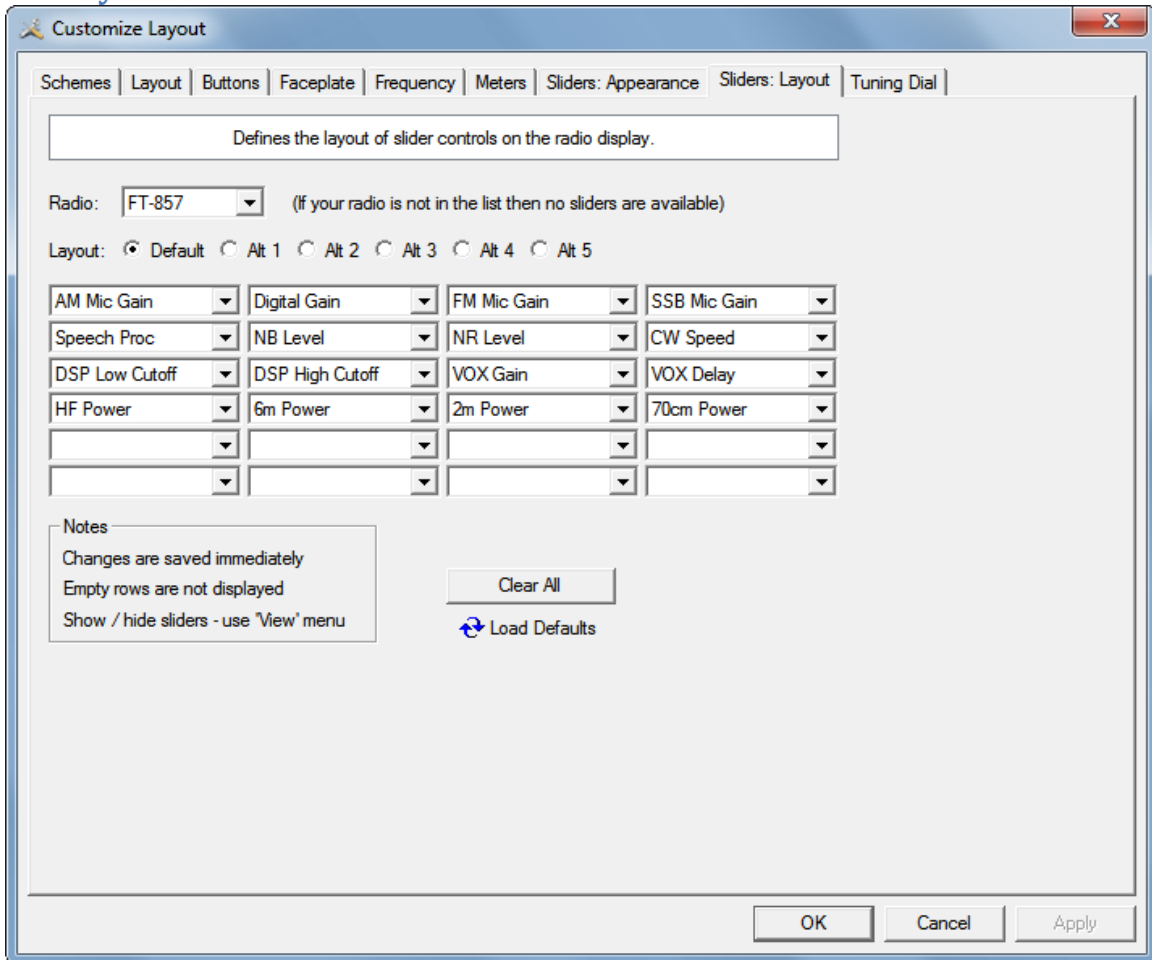 Customize Layout
X
Schemes Layout Buttons Faceplate Frequency Meters Sliders: Appearance Sliders: Layout Tuning Dial
Defines the layout of slider controls on the radio display.
Radio: FT-857 (If your radio is not in the list then no sliders are available)
Layout: Default Alt 1 Alt 2 Alt 3 Alt 4 Alt 5
AM Mic Gain Digital Gain FM Mic Gain SSB Mic Gain
Speech Proc NB Level NR Level CW Speed
DSP Low Cutoff DSP High Cutoff VOX Gain VOX Delay
HF Power 6m Power 2m Power 70cm Power
Notes
Changes are saved immediately
Empty rows are not displayed
Show / hide sliders - use 'View' menu
Clear All
Load Defaults
OK Cancel Apply